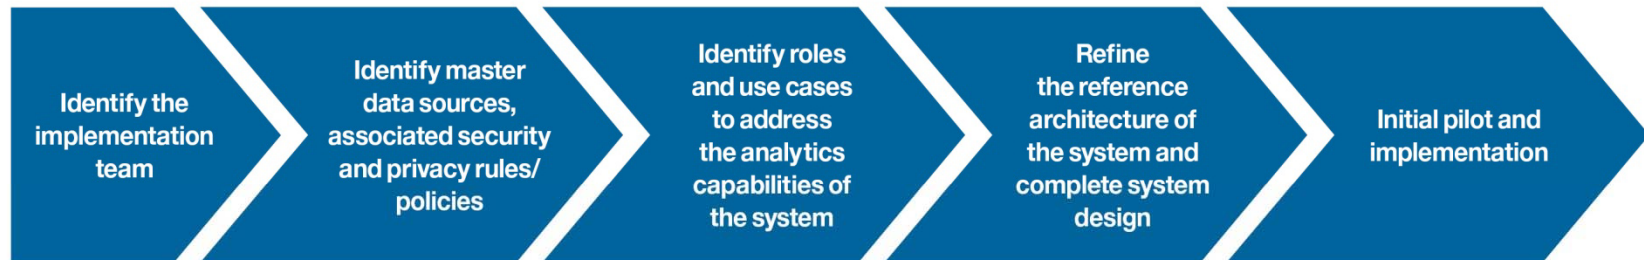 Identify the
implementation
team
Identify master
data sources,
associated security
and privacy rules/
policies
Identify roles
and use cases
to address
the analytics
capabilities of
the system
Refine
the reference
architecture of
the system and
complete system
design
Initial pilot and
implementation